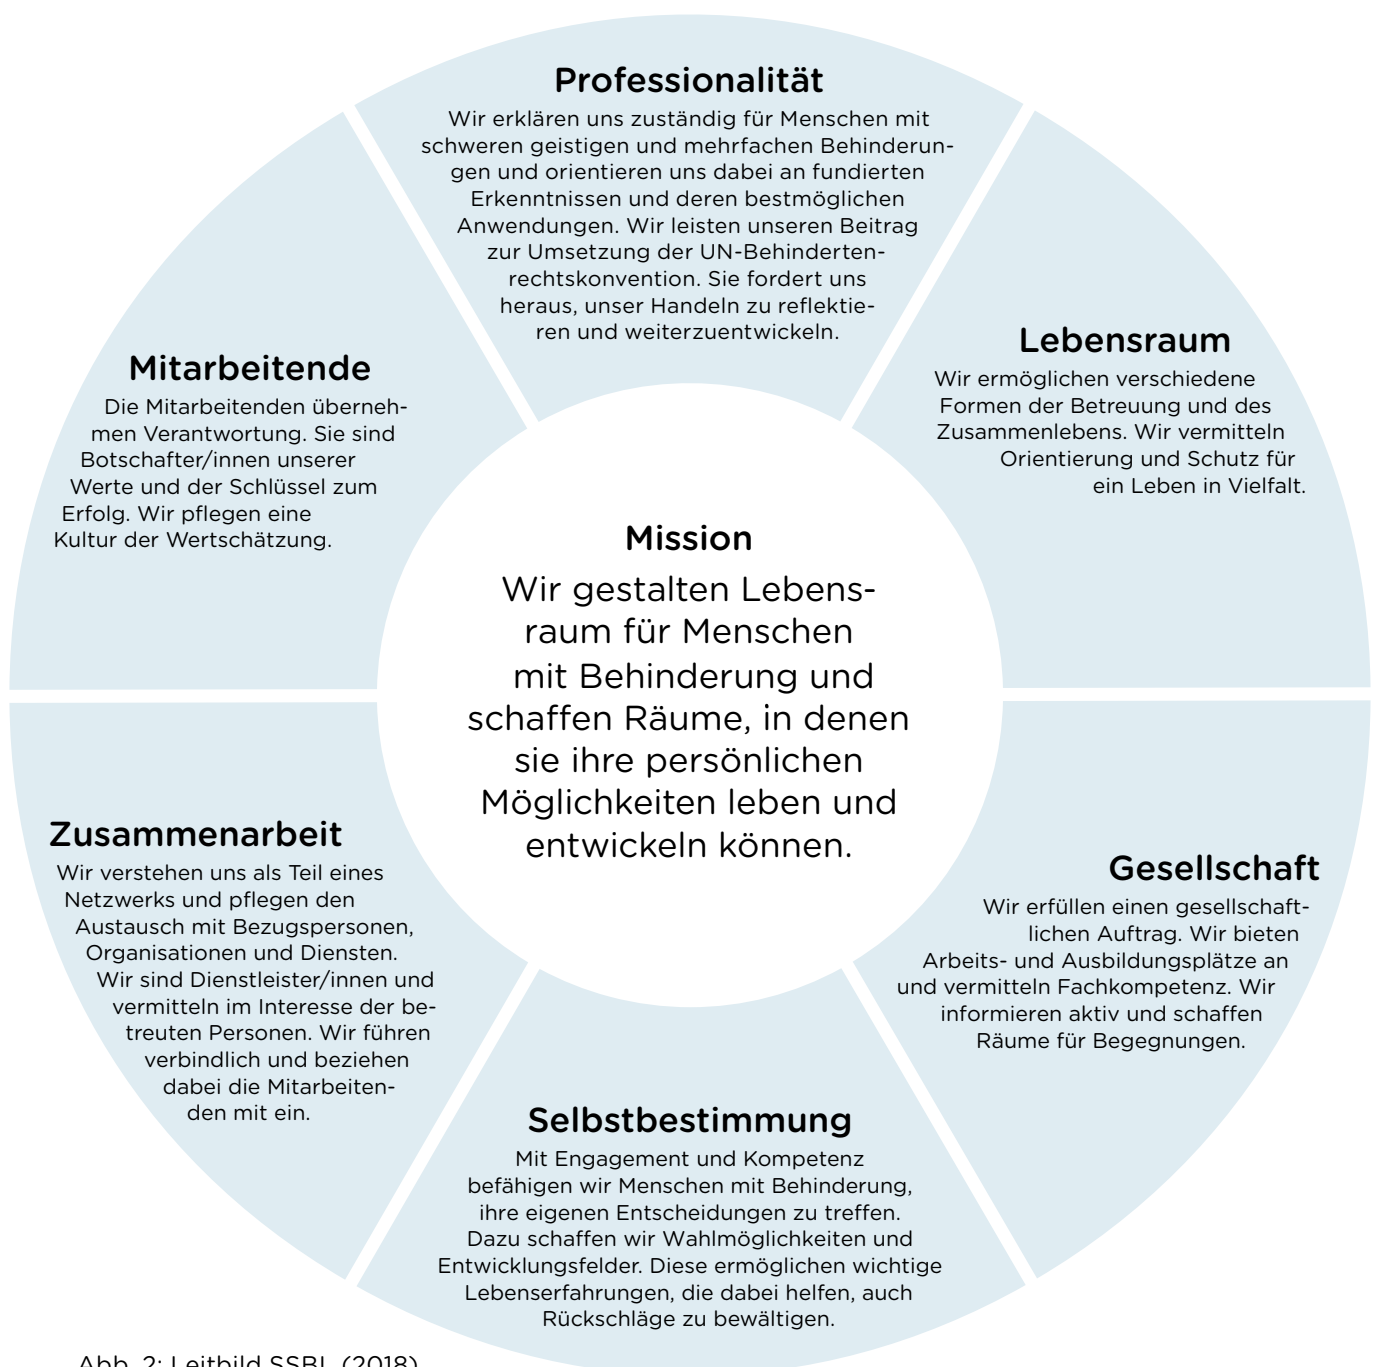 Professionalität
Wir erklären uns zuständig für Menschen mit
schweren geistigen und mehrfachen Behinderun-
gen und orientieren uns dabei an fundierten
Erkenntnissen und deren bestmöglichen
Anwendungen. Wir leisten unseren Beitrag
zur Umsetzung der UN-Behinderten-
rechtskonvention. Sie fordert uns
heraus, unser Handeln zu reflektie-
ren und weiterzuentwickeln.
Lebensraum
Wir ermöglichen verschiedene
Formen der Betreuung und des
Zusammenlebens. Wir vermitteln
Orientierung und Schutz für
ein Leben in Vielfalt.
Gesellschaft
Wir erfüllen einen gesellschaft-
lichen Auftrag. Wir bieten
Arbeits- und Ausbildungsplätze an
und vermitteln Fachkompetenz. Wir
informieren aktiv und schaffen
Räume für Begegnungen.
Selbstbestimmung
Mit Engagement und Kompetenz
befähigen wir Menschen mit Behinderung,
ihre eigenen Entscheidungen zu treffen.
Dazu schaffen wir Wahlmöglichkeiten und
Entwicklungsfelder. Diese ermöglichen wichtige
Lebenserfahrungen, die dabei helfen, auch
Rückschläge zu bewältigen.
Zusammenarbeit
Wir verstehen uns als Teil eines
Netzwerks und pflegen den
Austausch mit Bezugspersonen,
Organisationen und Diensten.
Wir sind Dienstleister/innen und
vermitteln im Interesse der be-
treuten Personen. Wir führen
verbindlich und beziehen
dabei die Mitarbeiten-
den mit ein.
Mitarbeitende
Die Mitarbeitenden überneh-
men Verantwortung. Sie sind
Botschafter/innen unserer
Werte und der Schlüssel zum
Erfolg. Wir pflegen eine
Kultur der Wertschätzung.
Mission
Wir gestalten Lebens-
raum für Menschen
mit Behinderung und
schaffen Räume, in denen
sie ihre persönlichen
Möglichkeiten leben und
entwickeln können.
Abb. 2: Leitbild SSBL (2018)